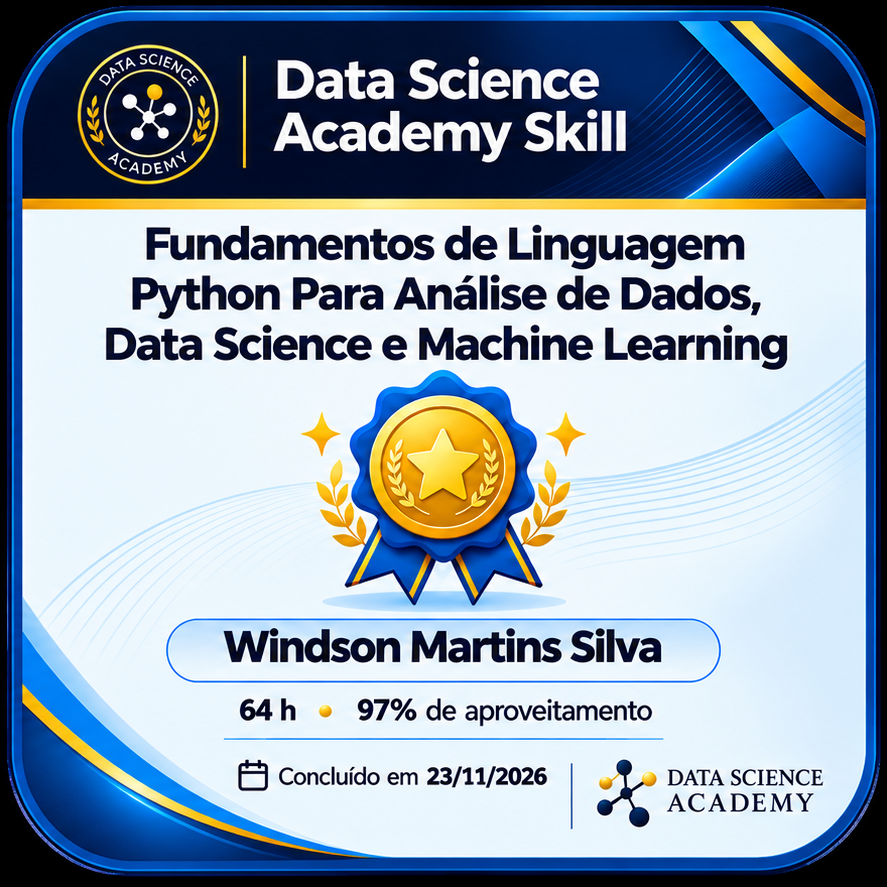 DATA SCIENCE
ACADEMY
Data Science
Academy Skill
Fundamentos de Linguagem
Python Para Análise de Dados,
Data Science e Machine Learning
Windson Martins Silva
64 h • 97% de aproveitamento
Concluído em 23/11/2026
DATA SCIENCE
ACADEMY